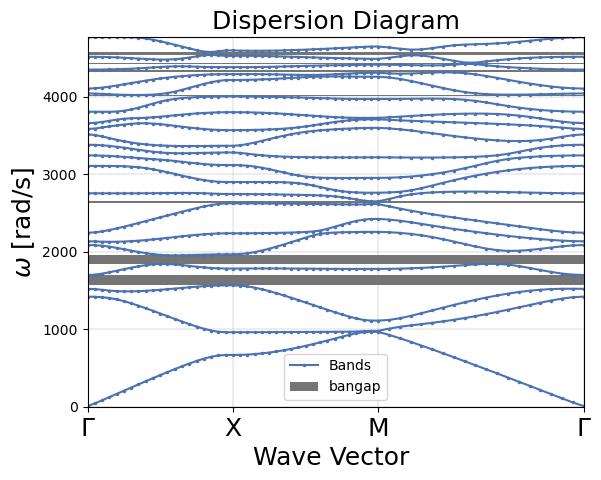 Dispersion Diagram
ω [rad/s]
4000
3000
2000
1000
0
Bands
bangap
Γ X M Γ
Wave Vector